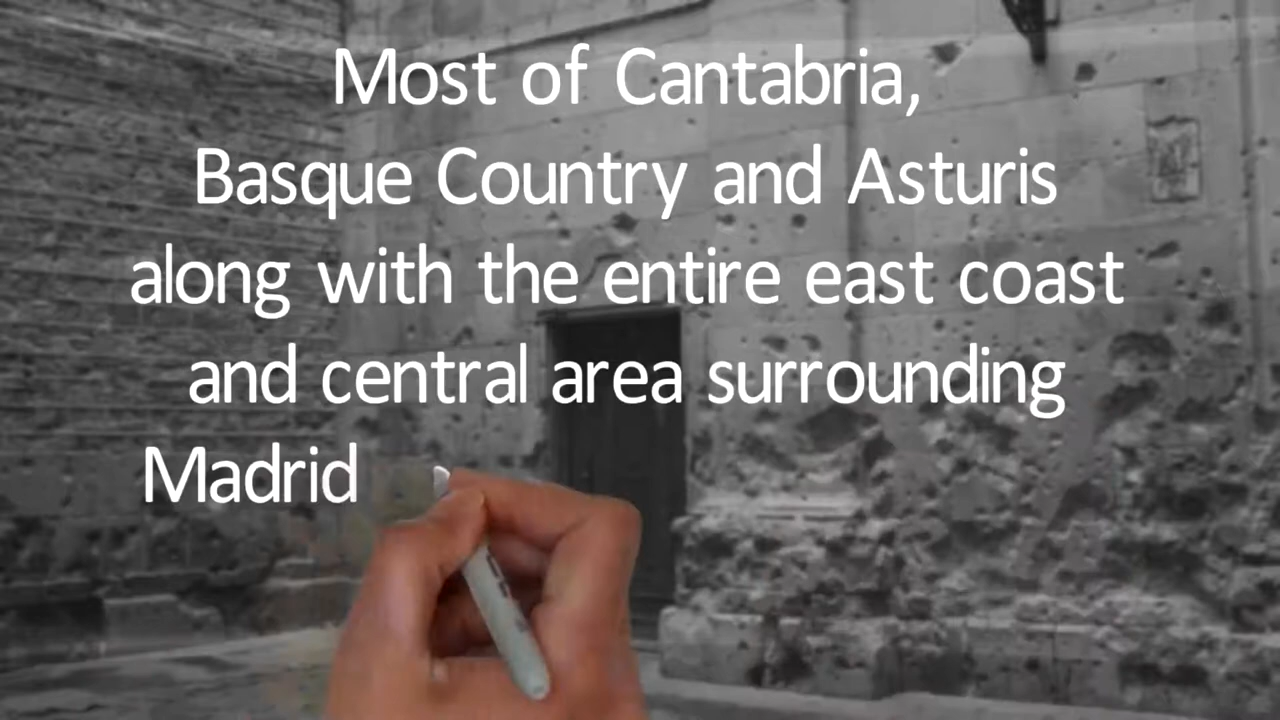 Most of Cantabria,
Basque Country and Asturis
along with the entire east coast
and central area surrounding
Madrid